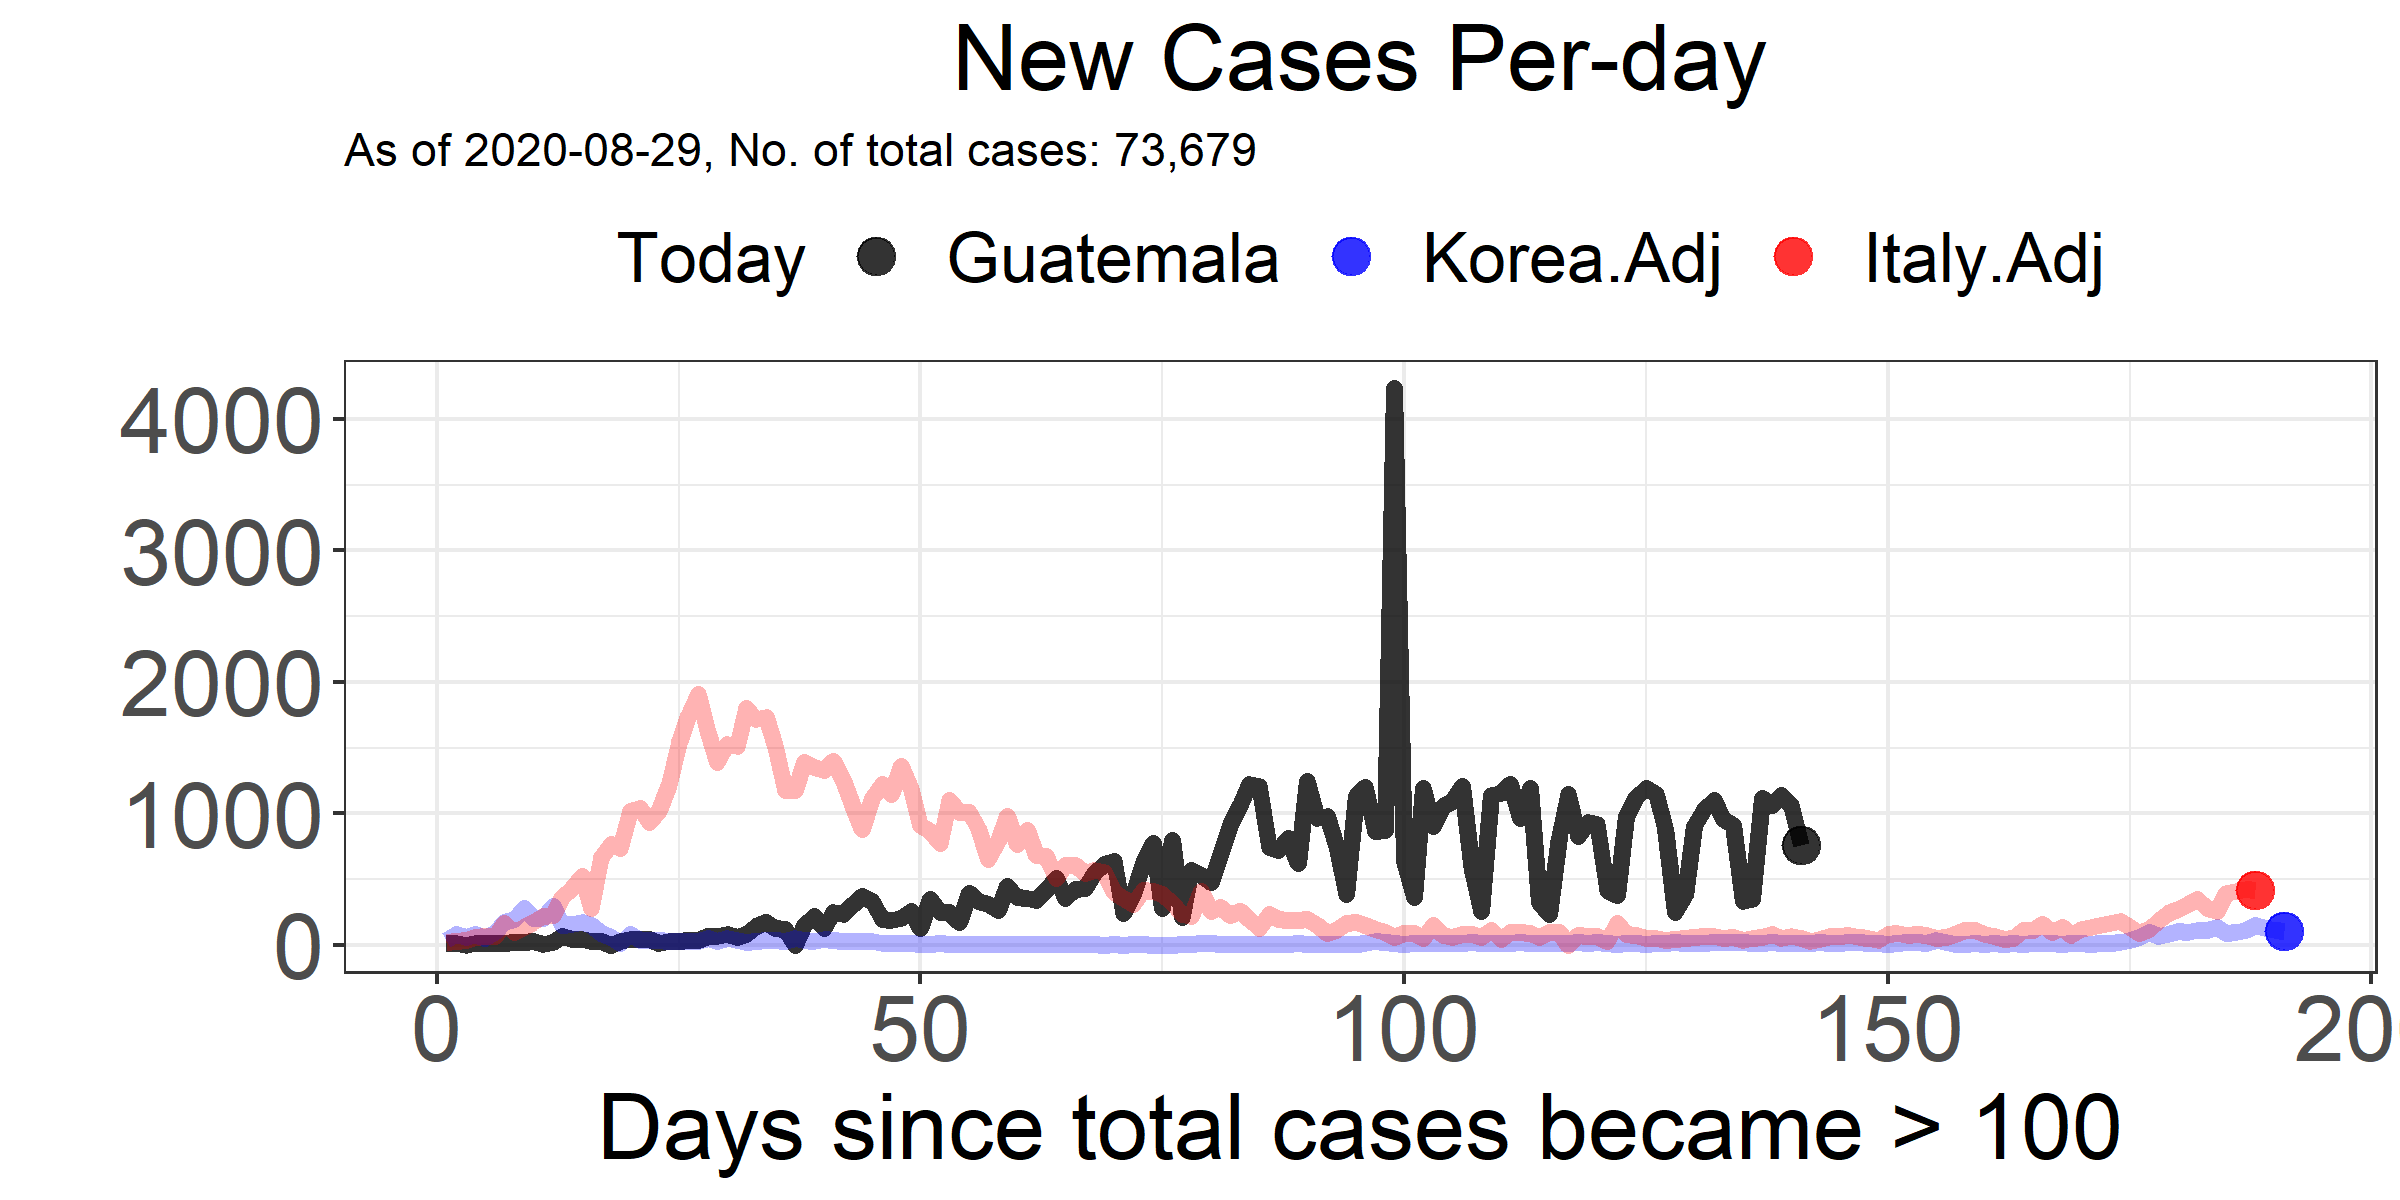 New Cases Per-day
As of 2020-08-29, No. of total cases: 73,679
Today Guatemala Korea.Adj Italy.Adj
4000
3000
2000
1000
0
0 50 100 150 20
Days since total cases became > 100